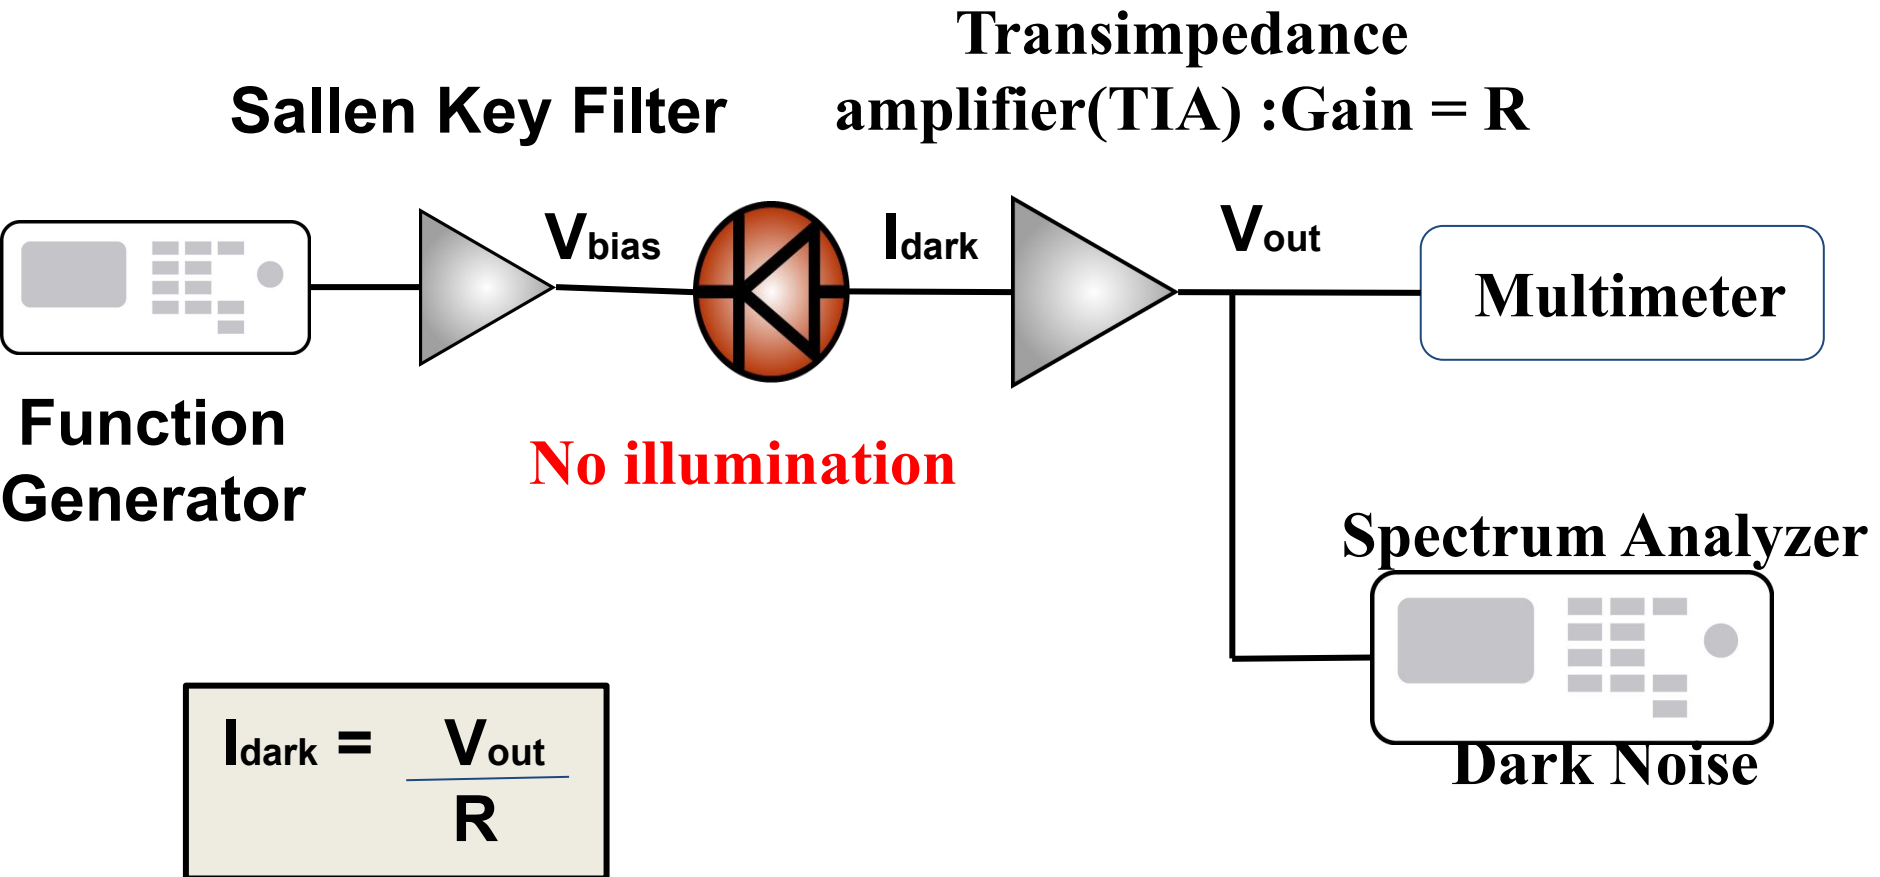 Transimpedance
amplifier(TIA) :Gain = R
Sallen Key Filter
Vbias
Idark
Vout
Multimeter
Function
Generator
No illumination
Spectrum Analyzer
Dark Noise
Idark = Vout
R